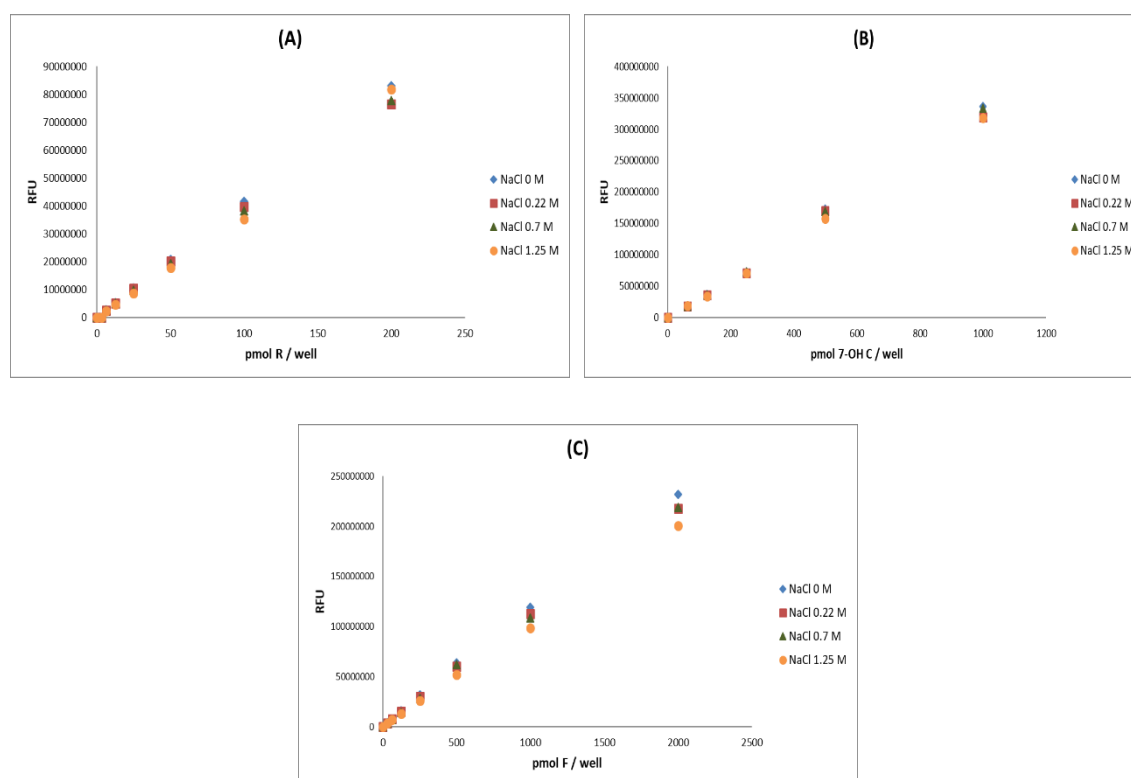 (A)
90000000
80000000
70000000
60000000
50000000
40000000
30000000
20000000
10000000
0
RFU
0 50 100 150 200 250
pmol R / well
NaCl 0 M
NaCl 0.22 M
NaCl 0.7 M
NaCl 1.25 M
(B)
400000000
350000000
300000000
250000000
200000000
150000000
100000000
50000000
0
RFU
0 200 400 600 800 1000 1200
pmol 7-OH C / well
NaCl 0 M
NaCl 0.22 M
NaCl 0.7 M
NaCl 1.25 M
(C)
250000000
200000000
150000000
100000000
50000000
0
RFU
0 500 1000 1500 2000 2500
pmol F / well
NaCl 0 M
NaCl 0.22 M
NaCl 0.7 M
NaCl 1.25 M